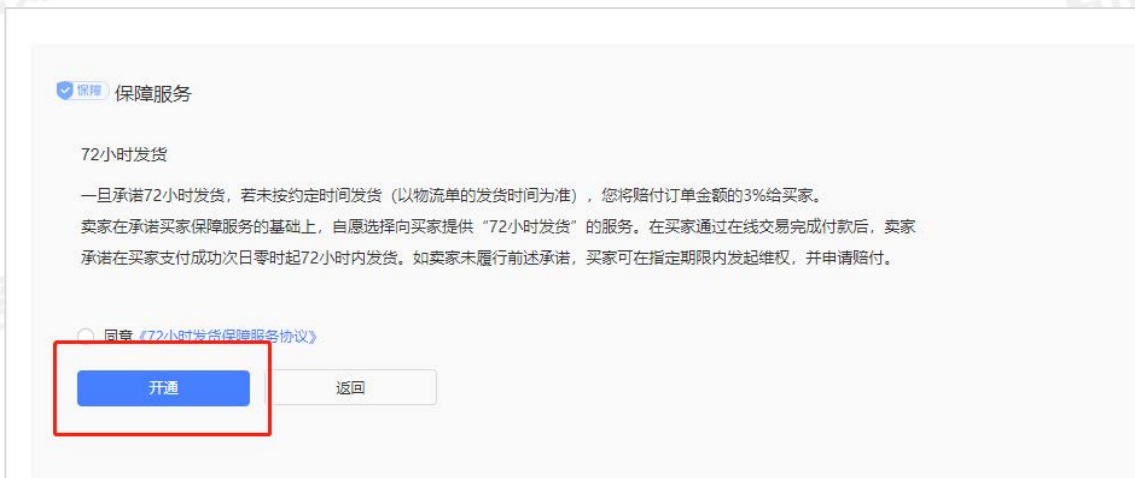 保障 保障服务
72小时发货
一旦承诺72小时发货，若未按约定时间发货（以物流单的发货时间为准），您将赔付订单金额的3%给买家。
卖家在承诺买家保障服务的基础上，自愿选择向买家提供“72小时发货”的服务。在买家通过在线交易完成付款后，卖家
承诺在买家支付成功次日零时起72小时内发货。如卖家未履行前述承诺，买家可在指定期限内发起维权，并申请赔付。
同意《72小时发货保障服务协议》
开通 返回